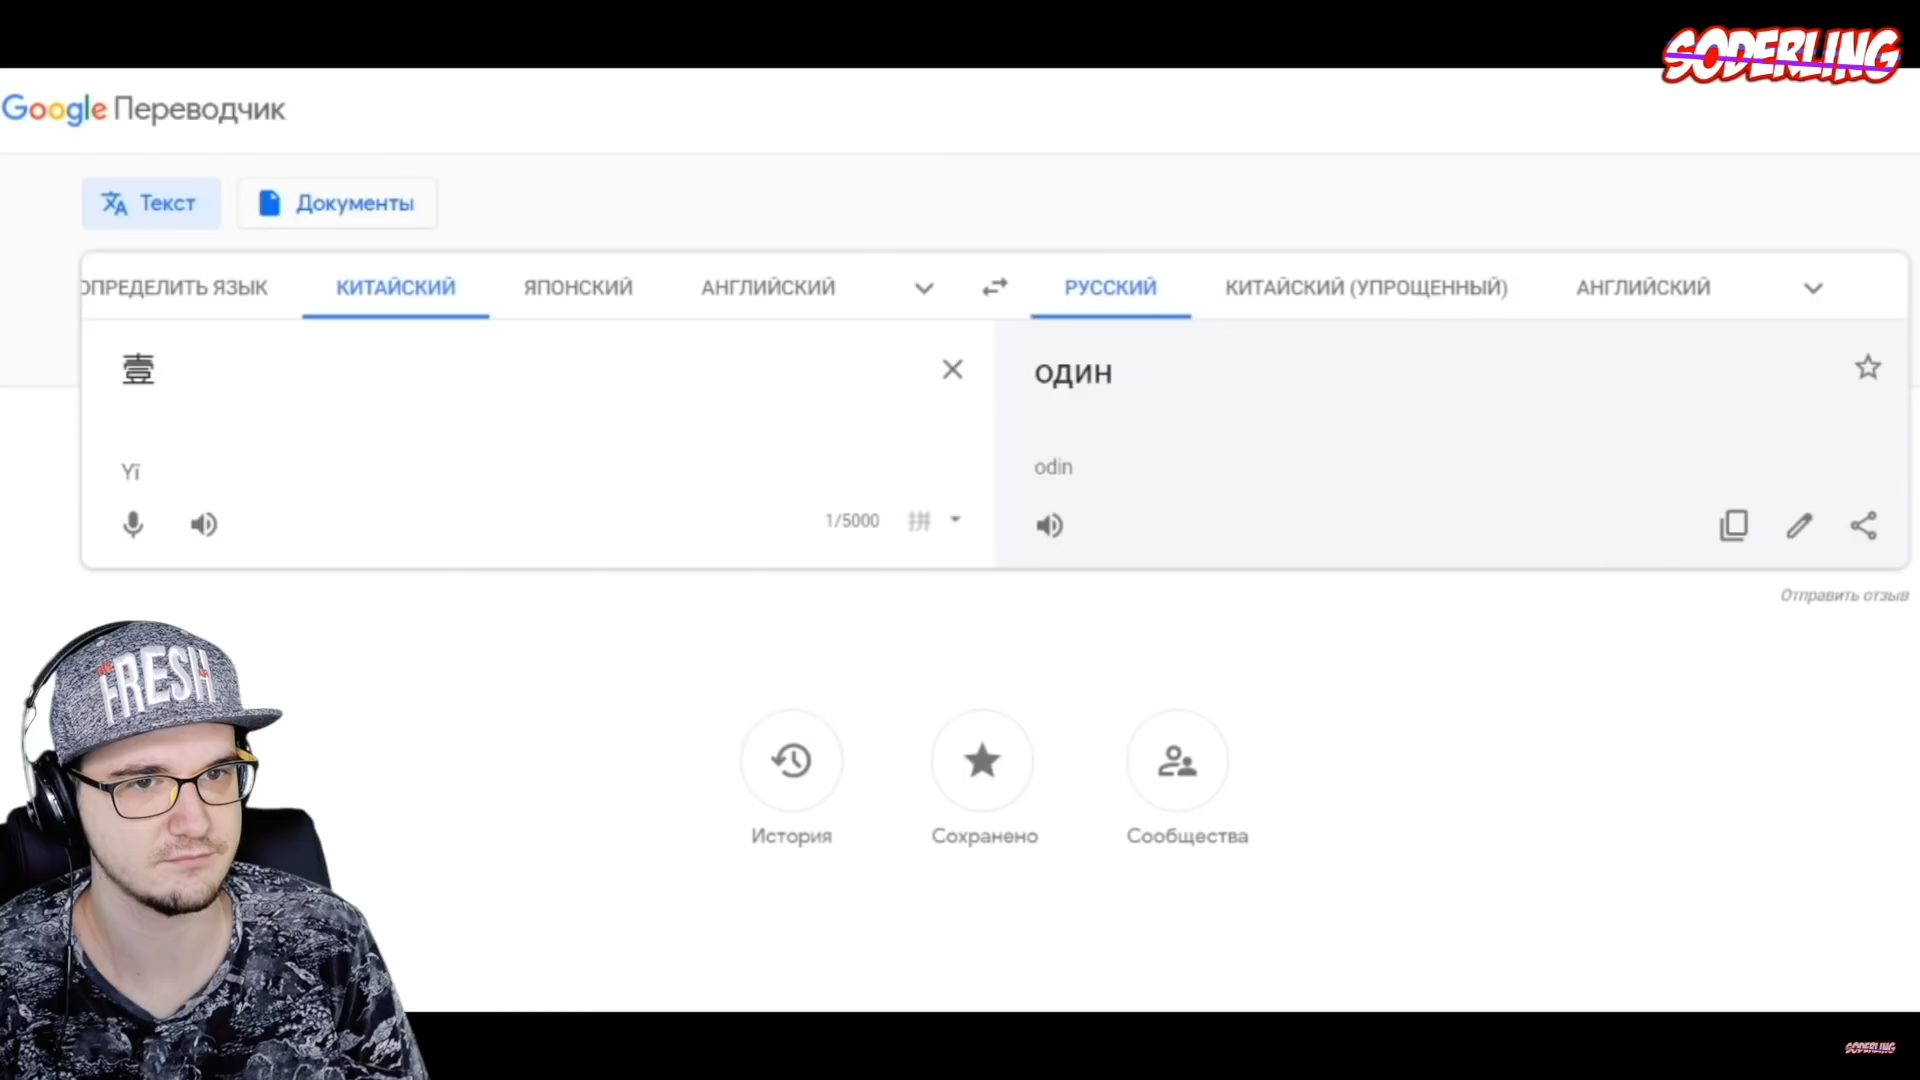 SODERLING
Google Переводчик
Текст
Документы
ОПРЕДЕЛИТЬ ЯЗЫК
КИТАЙСКИЙ
ЯПОНСКИЙ
АНГЛИЙСКИЙ
РУССКИЙ
КИТАЙСКИЙ (УПРОЩЕННЫЙ)
АНГЛИЙСКИЙ
壹
один
Yī
odin
1/5000
拼
Отправить отзыв
FRESH
История
Сохранено
Сообщества
SODERLING